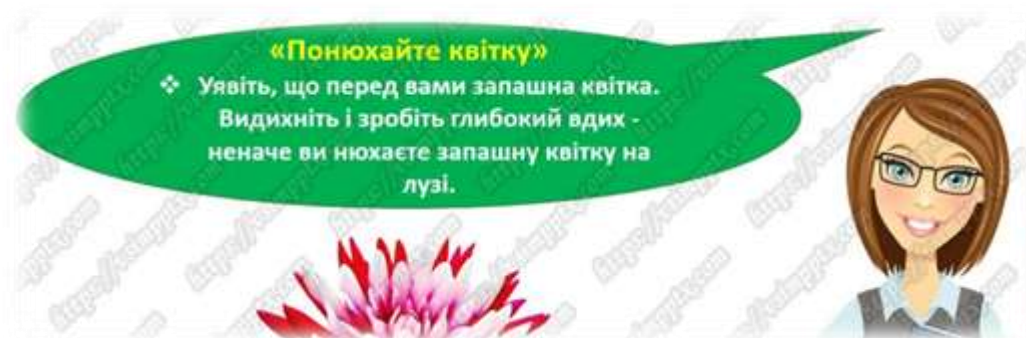 «Понюхайте квітку»
❖ Уявіть, що перед вами запашна квітка.
Видихніть і зробіть глибокий вдих -
неначе ви нюхаєте запашну квітку на
лузі.